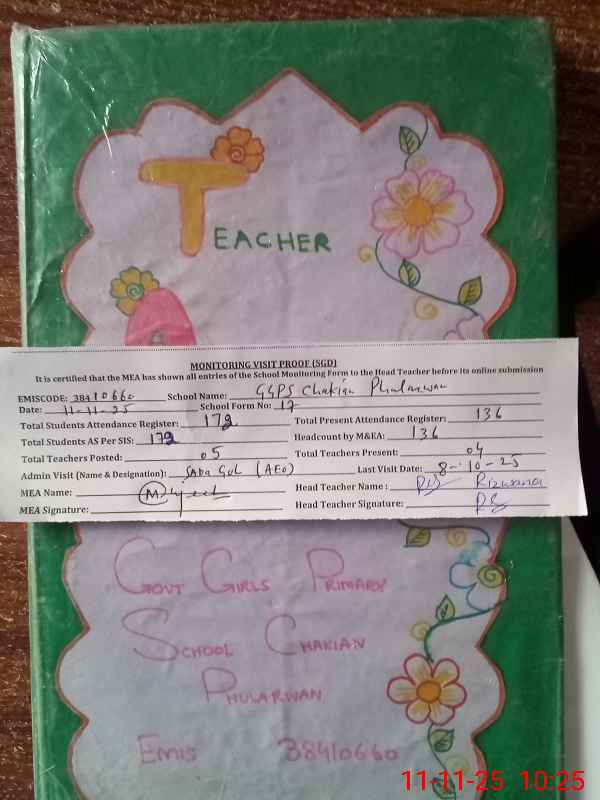 TEACHER
MONITORING VISIT PROOF (SGD)
It is certified that the MEA has shown all entries of the School Monitoring Form to the Head Teacher before its online submission
EMISCODE: 38410660 School Name: GGPS Chakian Phularwan
Date: 11-11-25 School Form No: 17
Total Students Attendance Register: 172 Total Present Attendance Register: 136
Total Students AS Per SIS: 172 Headcount by M&EA: 136
Total Teachers Posted: 05 Total Teachers Present: 04
Admin Visit (Name & Designation): Saba Gul (AEO) Last Visit Date: 8-10-25
MEA Name: Head Teacher Name: Rizwana
MEA Signature: Head Teacher Signature:
GOVT GIRLS PRIMARY
SCHOOL CHAKIAN
PHULARWAN
EMIS 38410660
11-11-25 10:25